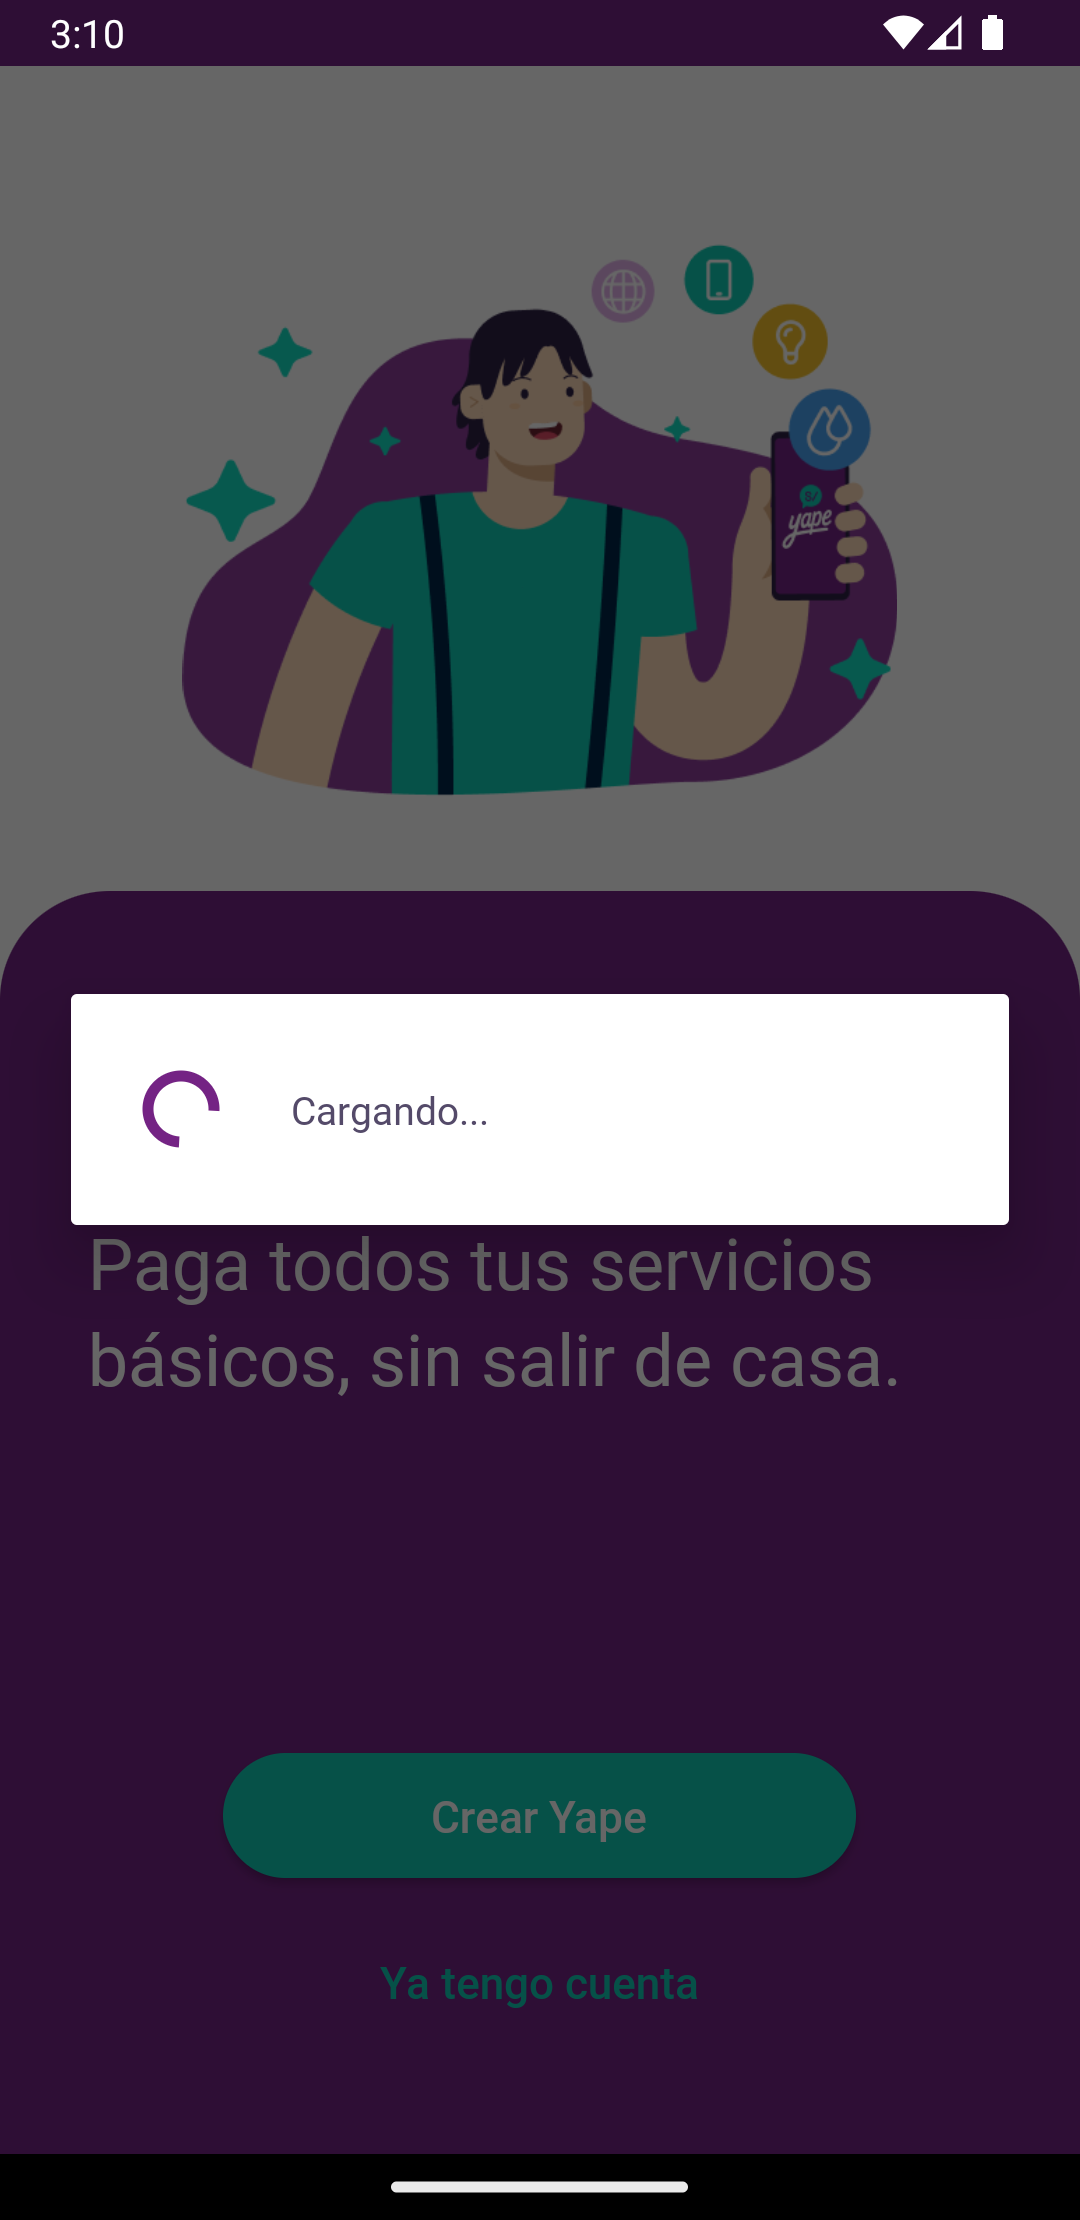 3:10
S/
yape
Cargando...
Paga todos tus servicios
básicos, sin salir de casa.
Crear Yape
Ya tengo cuenta